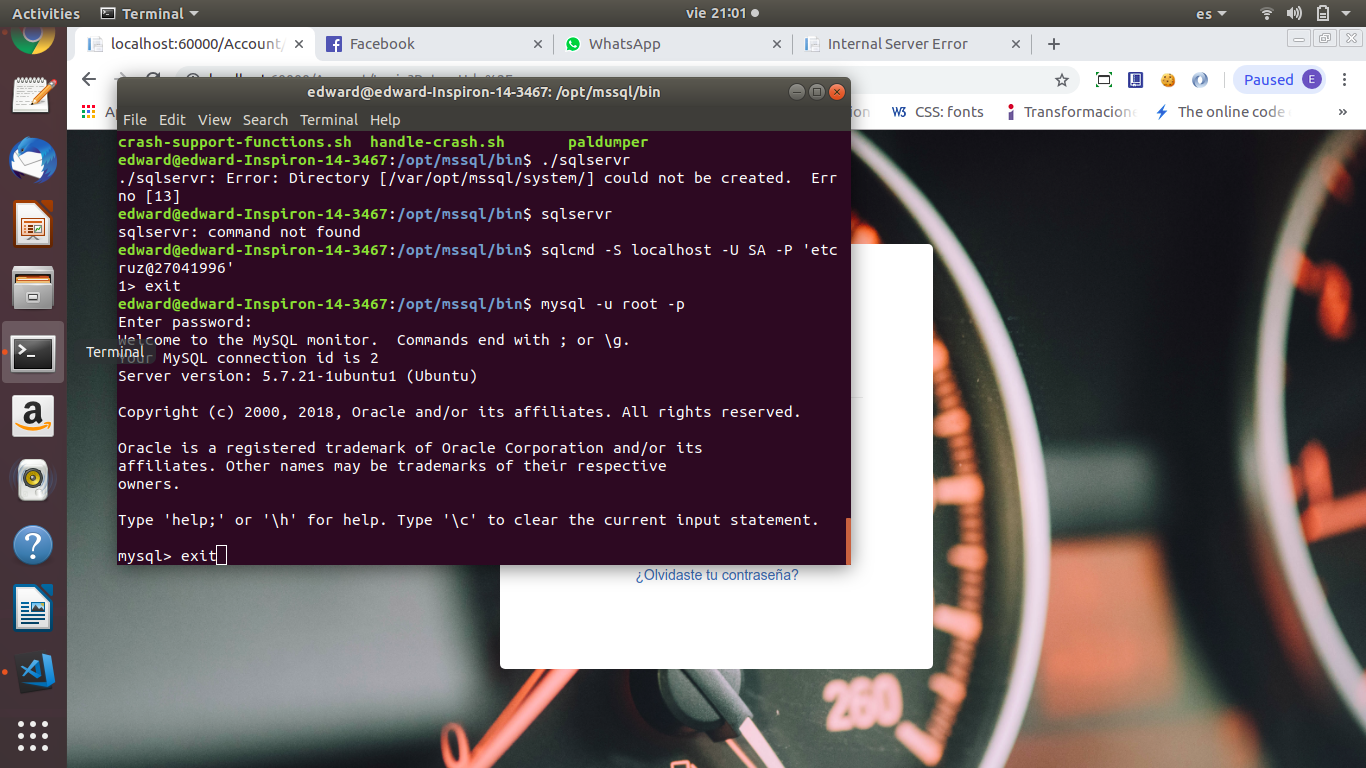 Activities
Terminal
vie 21:01
es
localhost:60000/Account/
Facebook
WhatsApp
Internal Server Error
Paused
E
CSS: fonts
Transformacione
The online code
»
edward@edward-Inspiron-14-3467: /opt/mssql/bin
File Edit View Search Terminal Help
crash-support-functions.sh handle-crash.sh paldumper
edward@edward-Inspiron-14-3467:/opt/mssql/bin$ ./sqlservr
./sqlservr: Error: Directory [/var/opt/mssql/system/] could not be created. Err
no [13]
edward@edward-Inspiron-14-3467:/opt/mssql/bin$ sqlservr
sqlservr: command not found
edward@edward-Inspiron-14-3467:/opt/mssql/bin$ sqlcmd -S localhost -U SA -P 'etc
ruz@27041996'
1> exit
edward@edward-Inspiron-14-3467:/opt/mssql/bin$ mysql -u root -p
Enter password:
Welcome to the MySQL monitor. Commands end with ; or \g.
Terminal
Your MySQL connection id is 2
Server version: 5.7.21-1ubuntu1 (Ubuntu)
Copyright (c) 2000, 2018, Oracle and/or its affiliates. All rights reserved.
Oracle is a registered trademark of Oracle Corporation and/or its
affiliates. Other names may be trademarks of their respective
owners.
Type 'help;' or '\h' for help. Type '\c' to clear the current input statement.
mysql> exit
¿Olvidaste tu contraseña?
260